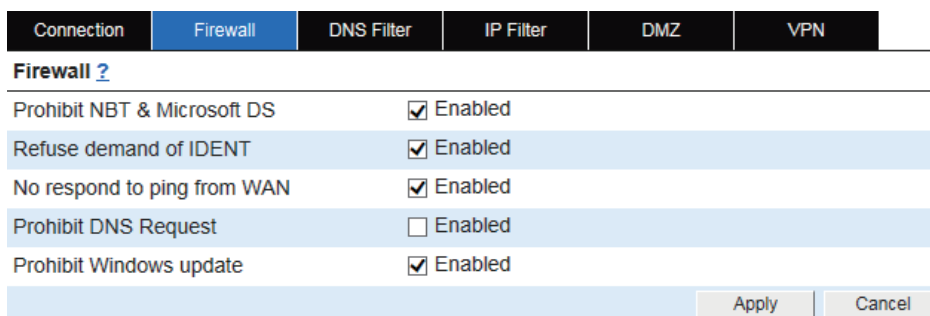 Connection Firewall DNS Filter IP Filter DMZ VPN
Firewall ?
Prohibit NBT & Microsoft DS Enabled
Refuse demand of IDENT Enabled
No respond to ping from WAN Enabled
Prohibit DNS Request Enabled
Prohibit Windows update Enabled
Apply Cancel